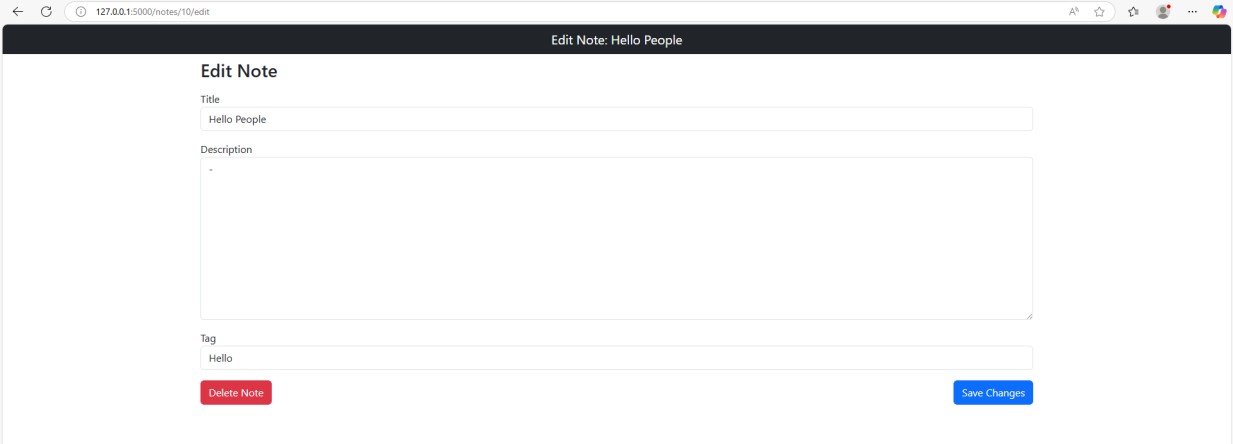 127.0.0.1:5000/notes/10/edit
Edit Note: Hello People
Edit Note
Title
Hello People
Description
-
Tag
Hello
Delete Note Save Changes